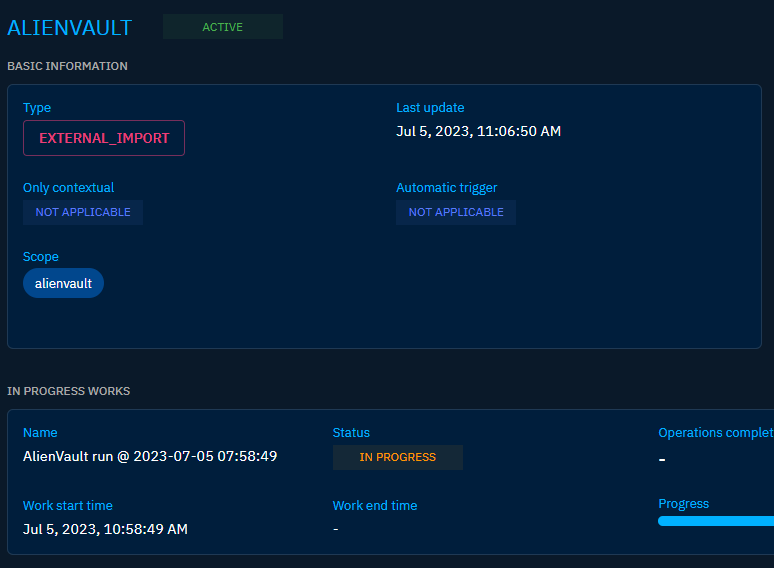 ALIENVAULT ACTIVE
BASIC INFORMATION
Type Last update
EXTERNAL_IMPORT Jul 5, 2023, 11:06:50 AM
Only contextual Automatic trigger
NOT APPLICABLE NOT APPLICABLE
Scope
alienvault
IN PROGRESS WORKS
Name Status Operations complet
AlienVault run @ 2023-07-05 07:58:49 IN PROGRESS -
Work start time Work end time Progress
Jul 5, 2023, 10:58:49 AM -